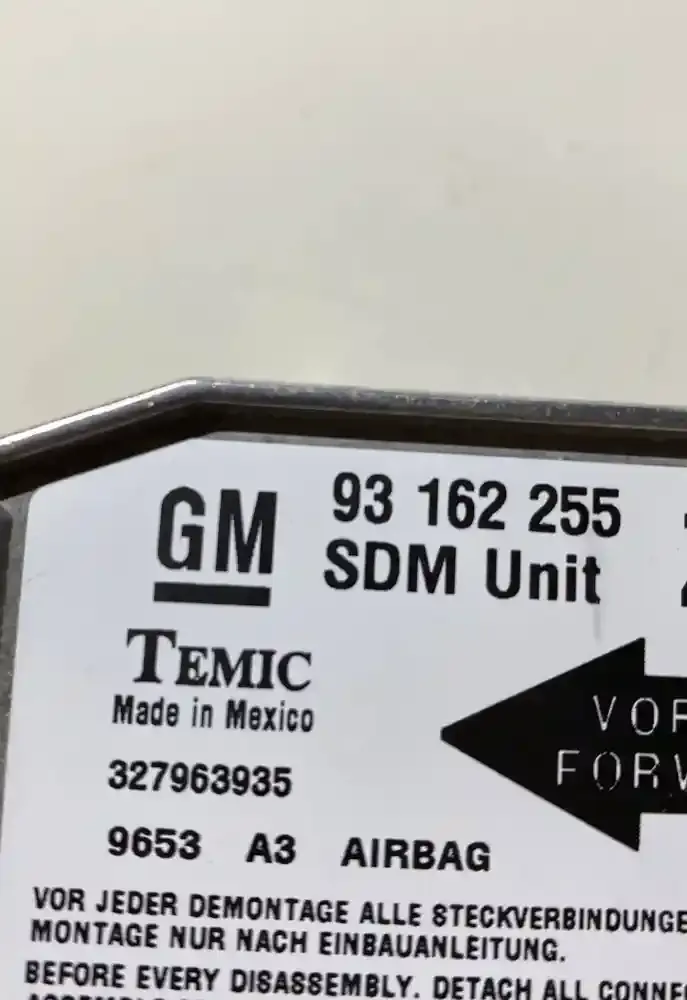 GM 93 162 255
SDM Unit
TEMIC
Made in Mexico
327963935
9653 A3 AIRBAG
VOR JEDER DEMONTAGE ALLE
MONTAGE NUR NACH EINBAUANLEITUNG.
BEFORE EVERY DISASSEMBLY. DETACH ALL